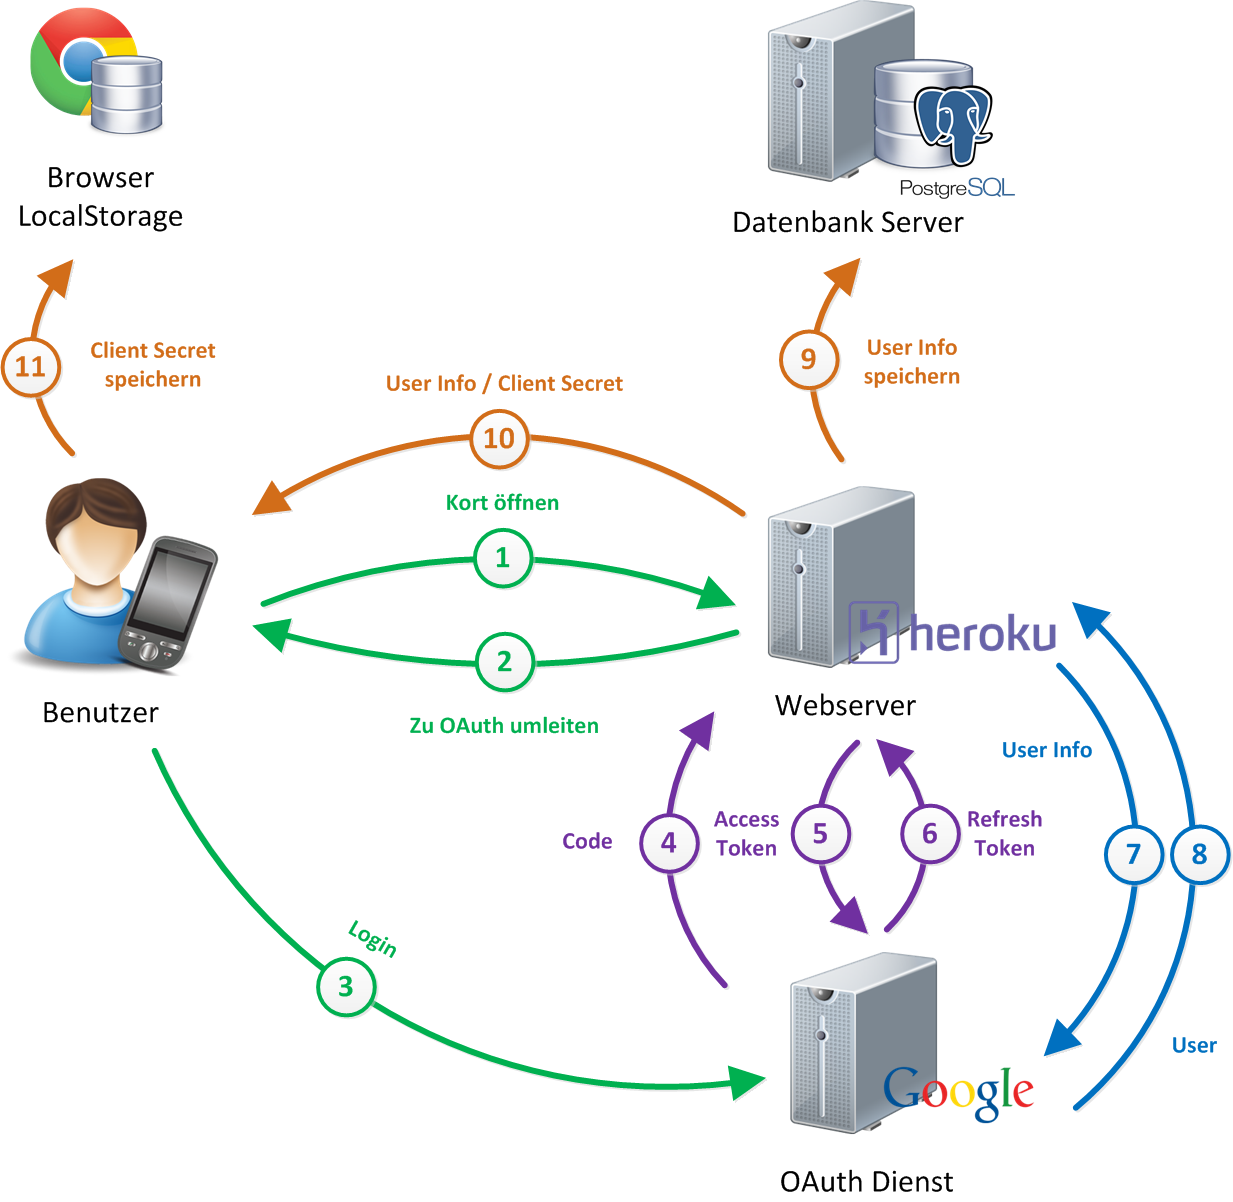 Browser
LocalStorage
PostgreSQL
Datenbank Server
11
Client Secret
speichern
9
User Info
speichern
User Info / Client Secret
10
Kort öffnen
1
2
Zu OAuth umleiten
heroku
Benutzer
Webserver
User Info
Code
4
Access
Token
5
6
Refresh
Token
7
8
Login
3
User
Google
OAuth Dienst